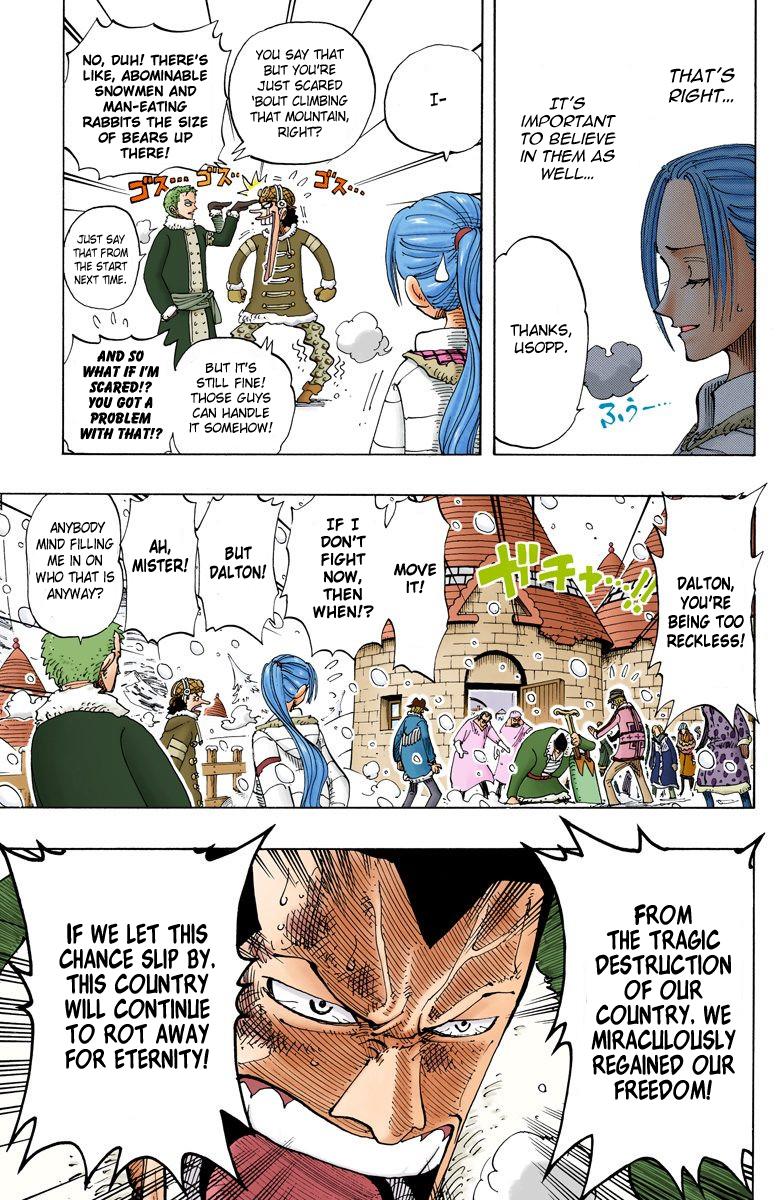 THAT'S
RIGHT...
IT'S
IMPORTANT
TO BELIEVE
IN THEM AS
WELL...
THANKS,
USOPP.
ふぅー…
I-
YOU SAY THAT
BUT YOU'RE
JUST SCARED
'BOUT CLIMBING
THAT MOUNTAIN,
RIGHT?
NO, DUH! THERE'S
LIKE, ABOMINABLE
SNOWMEN AND
MAN-EATING
RABBITS THE SIZE
OF BEARS UP
THERE!
ゴス…
ゴス…
ゴス…
JUST SAY
THAT FROM
THE START
NEXT TIME.
BUT IT'S
STILL FINE!
THOSE GUYS
CAN HANDLE
IT SOMEHOW!
AND SO
WHAT IF I'M
SCARED!?
YOU GOT A
PROBLEM
WITH THAT!?
DALTON,
YOU'RE
BEING TOO
RECKLESS!
ガチャ…!!
MOVE
IT!
IF I
DON'T
FIGHT
NOW,
THEN
WHEN!?
BUT
DALTON!
AH,
MISTER!
ANYBODY
MIND FILLING
ME IN ON
WHO THAT IS
ANYWAY?
FROM
THE TRAGIC
DESTRUCTION
OF OUR
COUNTRY, WE
MIRACULOUSLY
REGAINED OUR
FREEDOM!
IF WE LET THIS
CHANCE SLIP BY,
THIS COUNTRY
WILL CONTINUE
TO ROT AWAY
FOR ETERNITY!